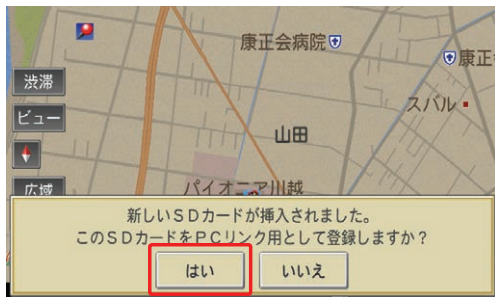 康正会病院
康正
渋滞
スバル
ビュー
山田
広域
パイオニア川越
新しいSDカードが挿入されました。
このSDカードをPCリンク用として登録しますか？
はい
いいえ